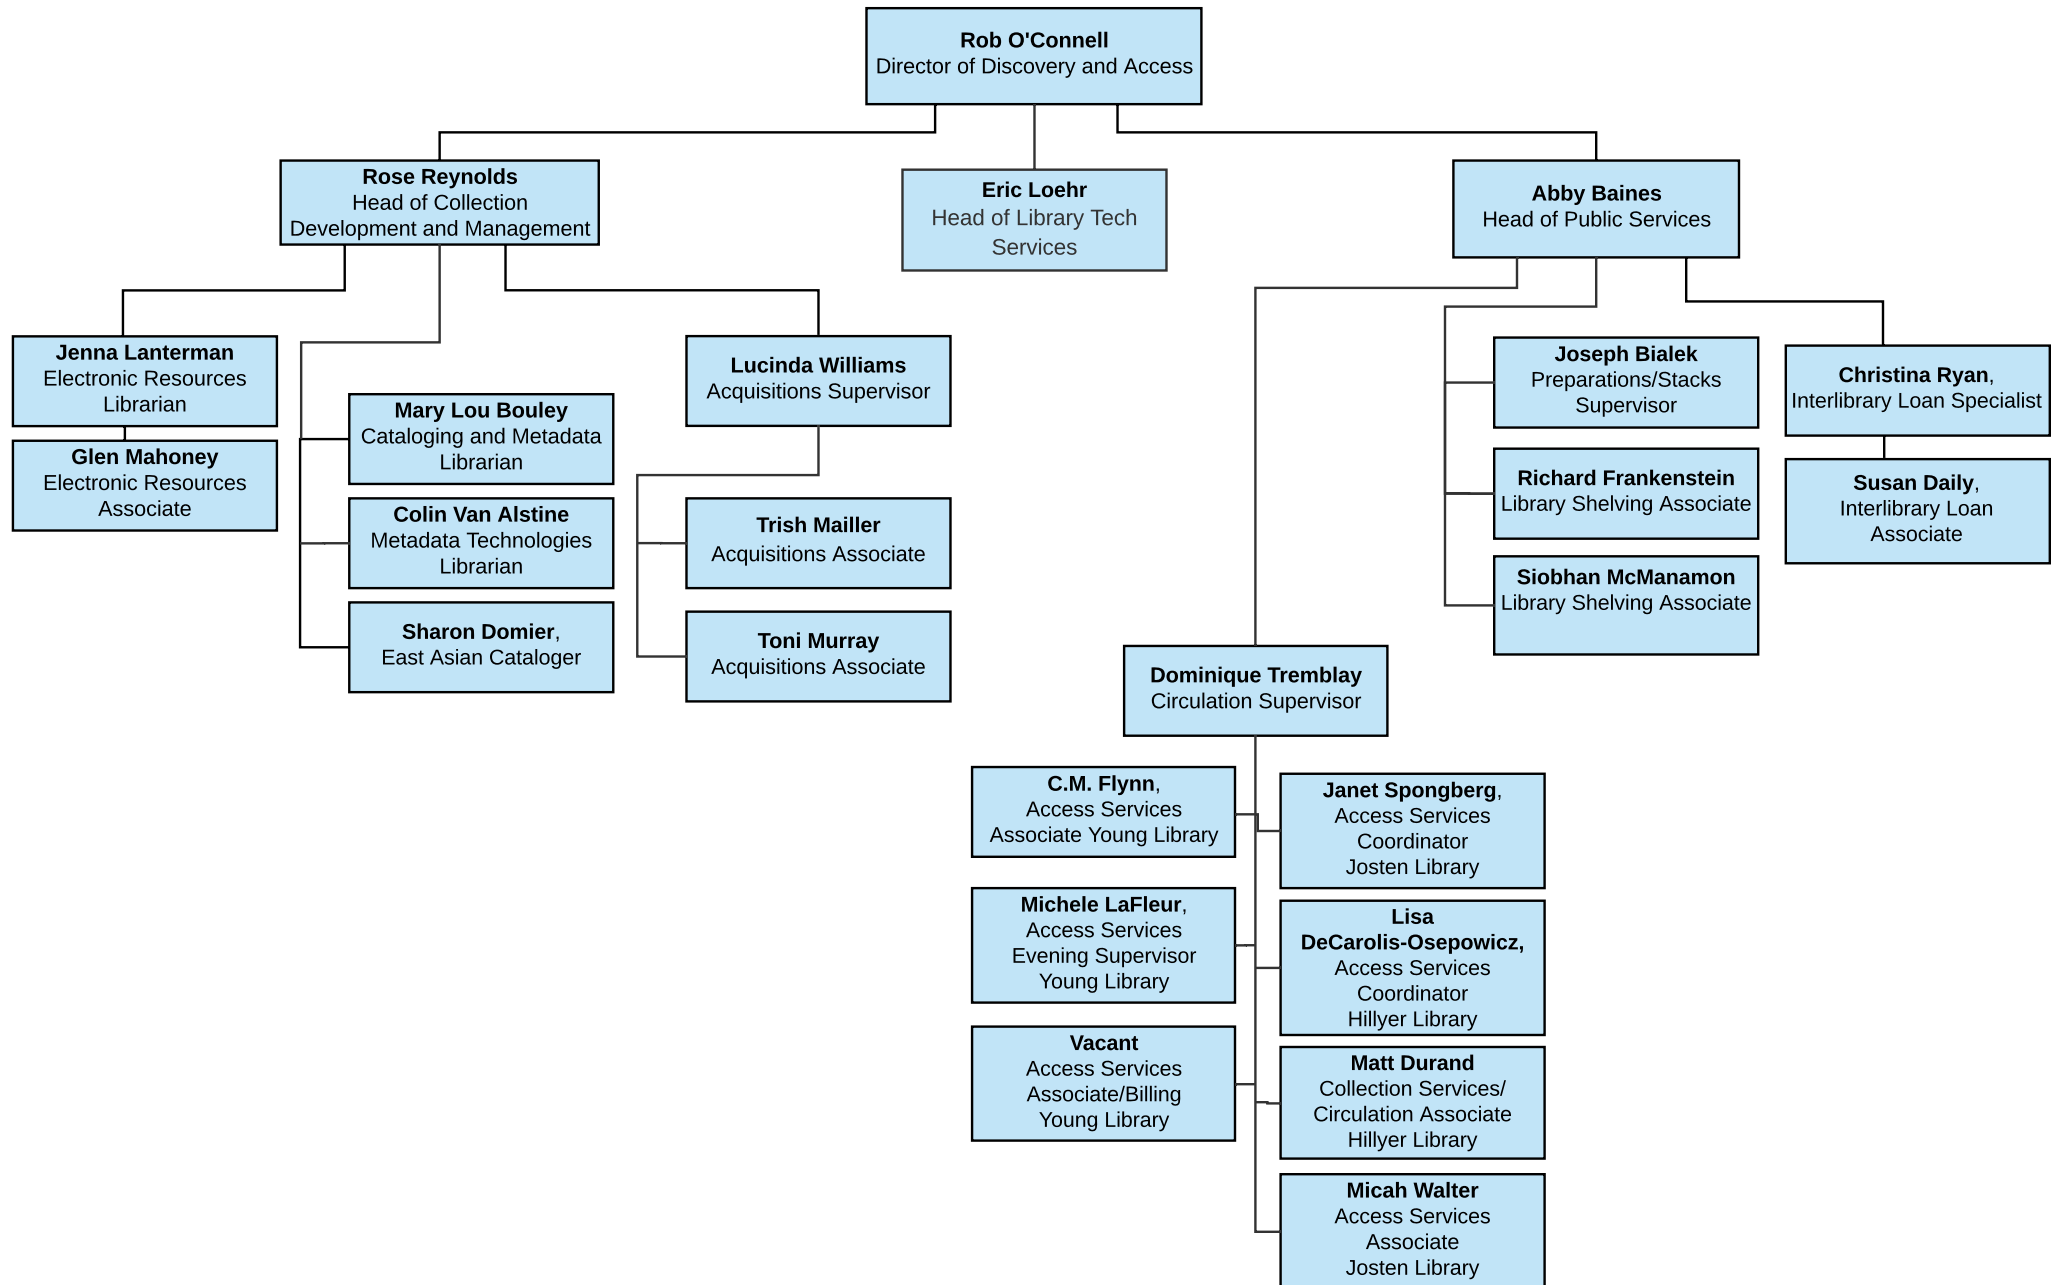 Rob O'Connell
Director of Discovery and Access
Rose Reynolds
Head of Collection
Development and Management
Eric Loehr
Head of Library Tech
Services
Abby Baines
Head of Public Services
Jenna Lanterman
Electronic Resources
Librarian
Glen Mahoney
Electronic Resources
Associate
Mary Lou Bouley
Cataloging and Metadata
Librarian
Colin Van Alstine
Metadata Technologies
Librarian
Sharon Domier,
East Asian Cataloger
Lucinda Williams
Acquisitions Supervisor
Trish Mailler
Acquisitions Associate
Toni Murray
Acquisitions Associate
Joseph Bialek
Preparations/Stacks
Supervisor
Richard Frankenstein
Library Shelving Associate
Siobhan McManamon
Library Shelving Associate
Christina Ryan,
Interlibrary Loan Specialist
Susan Daily,
Interlibrary Loan
Associate
Dominique Tremblay
Circulation Supervisor
C.M. Flynn,
Access Services
Associate Young Library
Michele LaFleur,
Access Services
Evening Supervisor
Young Library
Vacant
Access Services
Associate/Billing
Young Library
Janet Spongberg,
Access Services
Coordinator
Josten Library
Lisa
DeCarolis-Osepowicz,
Access Services
Coordinator
Hillyer Library
Matt Durand
Collection Services/
Circulation Associate
Hillyer Library
Micah Walter
Access Services
Associate
Josten Library